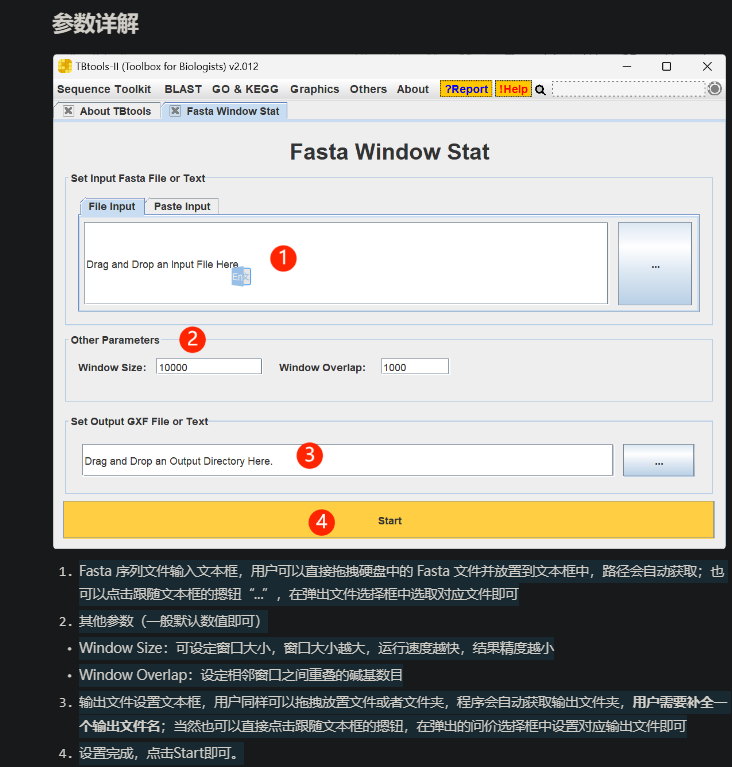 参数详解
TBtools-II (Toolbox for Biologists) v2.012
Sequence Toolkit BLAST GO & KEGG Graphics Others About ?Report !Help
About TBtools Fasta Window Stat
Fasta Window Stat
Set Input Fasta File or Text
File Input Paste Input
Drag and Drop an Input File Here. 1 ...
Other Parameters 2
Window Size: 10000 Window Overlap: 1000
Set Output GXF File or Text
Drag and Drop an Output Directory Here. 3 ...
4 Start
1. Fasta 序列文件输入文本框，用户可以直接拖拽硬盘中的 Fasta 文件并放置到文本框中，路径会自动获取；也
可以点击跟随文本框的摁钮“...”，在弹出文件选择框中选取对应文件即可
2. 其他参数（一般默认数值即可）
• Window Size：可设定窗口大小，窗口大小越大，运行速度越快，结果精度越小
• Window Overlap：设定相邻窗口之间重叠的碱基数目
3. 输出文件设置文本框，用户同样可以拖拽放置文件或者文件夹，程序会自动获取输出文件夹，用户需要补全一
个输出文件名；当然也可以直接点击跟随文本框的摁钮，在弹出的问价选择框中设置对应输出文件即可
4. 设置完成，点击Start即可。